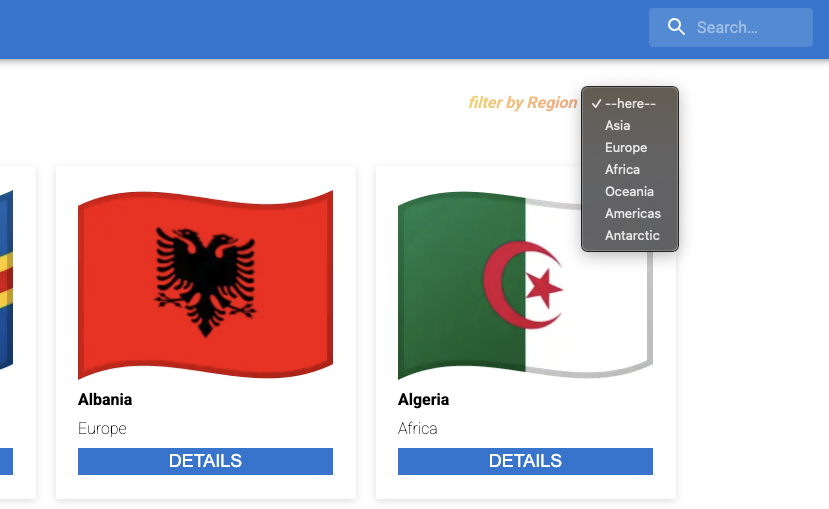 Search…
filter by Region
✓ --here--
Asia
Europe
Africa
Oceania
Americas
Antarctic
Albania
Europe
DETAILS
Algeria
Africa
DETAILS